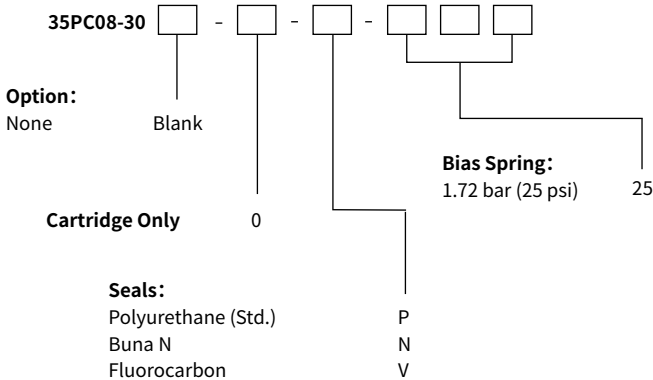 35PC08-30 - - -
Option：
None Blank
Bias Spring：
1.72 bar (25 psi) 25
Cartridge Only 0
Seals：
Polyurethane (Std.) P
Buna N N
Fluorocarbon V